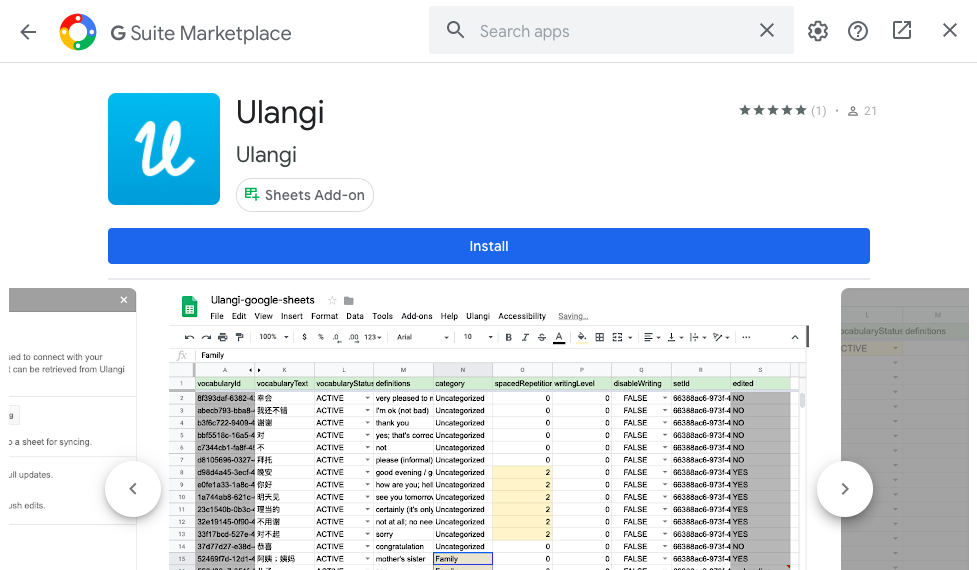 G Suite Marketplace
Search apps
Ulangi
(1)
21
Ulangi
Sheets Add-on
Install
sed to connect with your
t can be retrieved from Ulangi
g
o a sheet for syncing.
ull updates.
ush edits.
Ulangi-google-sheets
File Edit View Insert Format Data Tools Add-ons Help Ulangi Accessibility Saving...
100% $ % .0 .00 123 Arial 10 B I S A
fx Family
A K L M N O P Q R S
1 vocabularyId vocabularyText vocabularyStatus definitions category spacedRepetition writingLevel disableWriting setId edited
2 8f393daf-6382-4 幸会 ACTIVE very pleased to m Uncategorized 0 0 FALSE 66388ac6-973f-4 NO
3 abecb793-bba8- 我还不错 ACTIVE I'm ok (not bad) Uncategorized 0 0 FALSE 66388ac6-973f-4 NO
4 b3f6c722-9409-4 谢谢 ACTIVE thank you Uncategorized 0 0 FALSE 66388ac6-973f-4 NO
5 bbf5518c-16a5-4 对 ACTIVE yes; that's correc Uncategorized 0 0 FALSE 66388ac6-973f-4 NO
6 c7344cb1-fa8f-4 不 ACTIVE not Uncategorized 0 0 FALSE 66388ac6-973f-4 NO
7 拜托 ACTIVE please (informal) Uncategorized 0 0 FALSE 66388ac6-973f-4 NO
8 d98d4a45-3ecf-4 晚安 ACTIVE good evening / g Uncategorized 2 0 FALSE 66388ac6-973f-4 YES
9 e0fe1a33-1a8c-4 你好 ACTIVE how are you; hell Uncategorized 2 0 FALSE 66388ac6-973f-4 YES
10 1a744ab8-621c- 明天见 ACTIVE see you tomorrow Uncategorized 2 0 FALSE 66388ac6-973f-4 YES
11 23c1540b-0b3c- 理当的 ACTIVE certainly (it's only Uncategorized 2 0 FALSE 66388ac6-973f-4 YES
12 32e19145-0f90-4 不用谢 ACTIVE not at all; no nee Uncategorized 2 0 FALSE 66388ac6-973f-4 YES
13 33f17bcd-527e- 对不起 ACTIVE sorry Uncategorized 2 0 FALSE 66388ac6-973f-4 YES
14 37d77d27-e38d- 恭喜 ACTIVE congratulation Uncategorized 0 0 FALSE 66388ac6-973f-4 NO
15 52469f7d-12d1-4 阿姨；姨妈 ACTIVE mother's sister Family 0 0 FALSE 66388ac6-973f-4 YES
L M
ocabularyStatus definitions
CTIVE